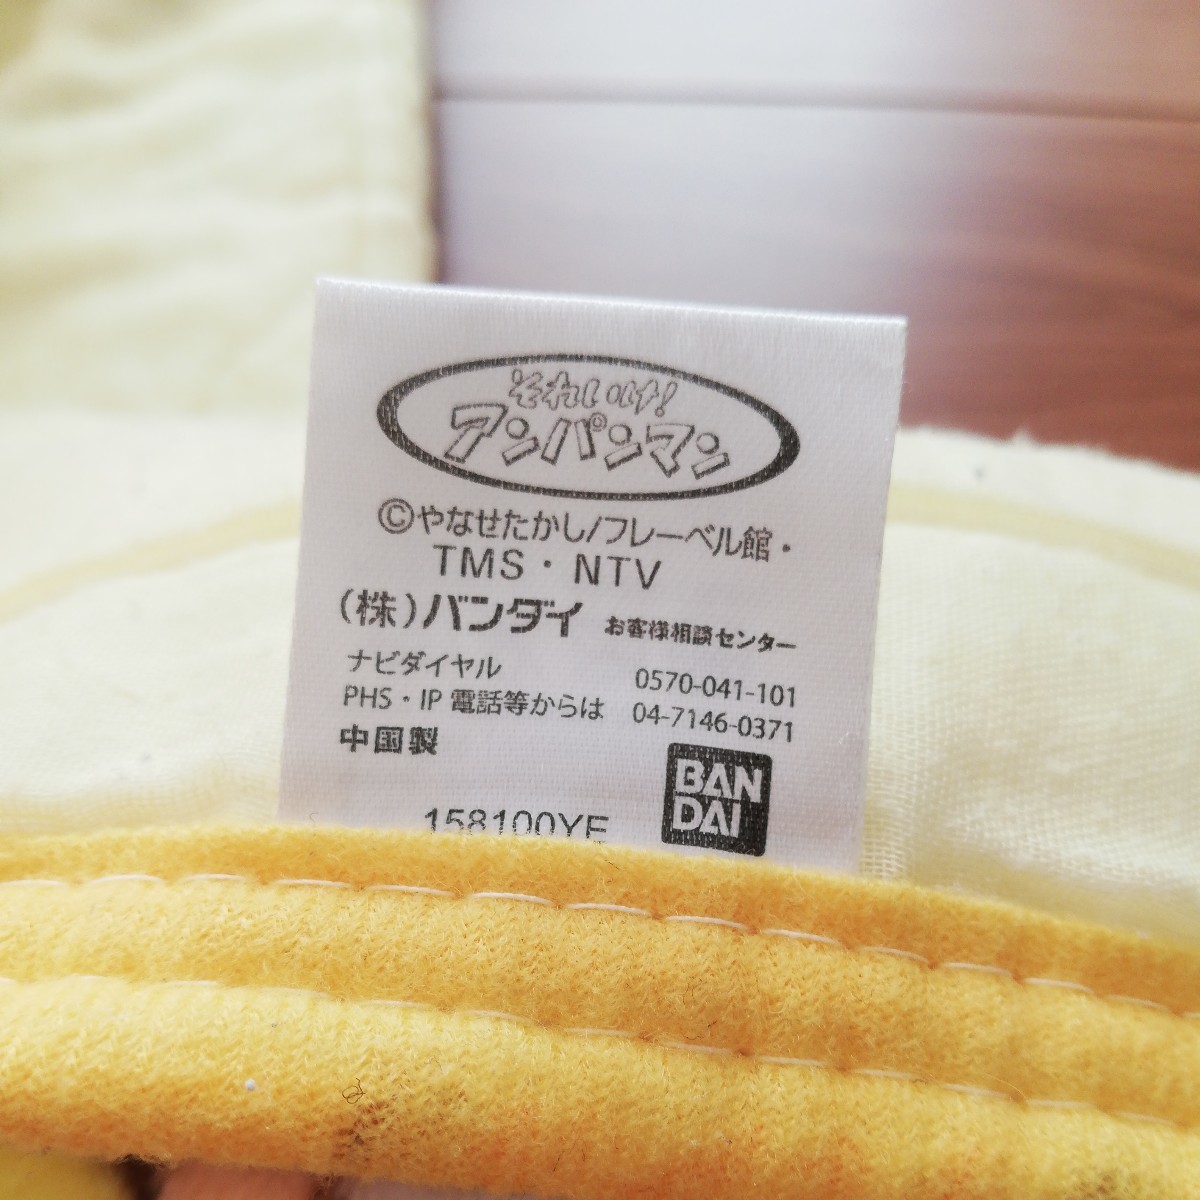 それいけ!
アンパンマン
©やなせたかし/フレーベル館・
TMS・NTV
(株)バンダイ お客様相談センター
ナビダイヤル 0570-041-101
PHS・IP 電話等からは 04-7146-0371
中国製
158100YE
BAN
DAI